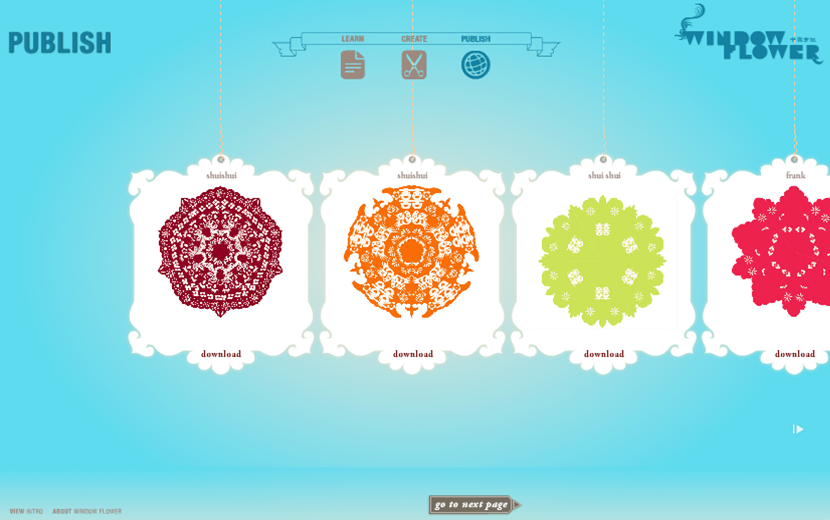 PUBLISH
LEARN
CREATE
PUBLISH
WINDOW
FLOWER
shuishui
shuishui
shui shui
frank
download
download
download
download
go to next page
VIEW INTRO
ABOUT WINDOW FLOWER